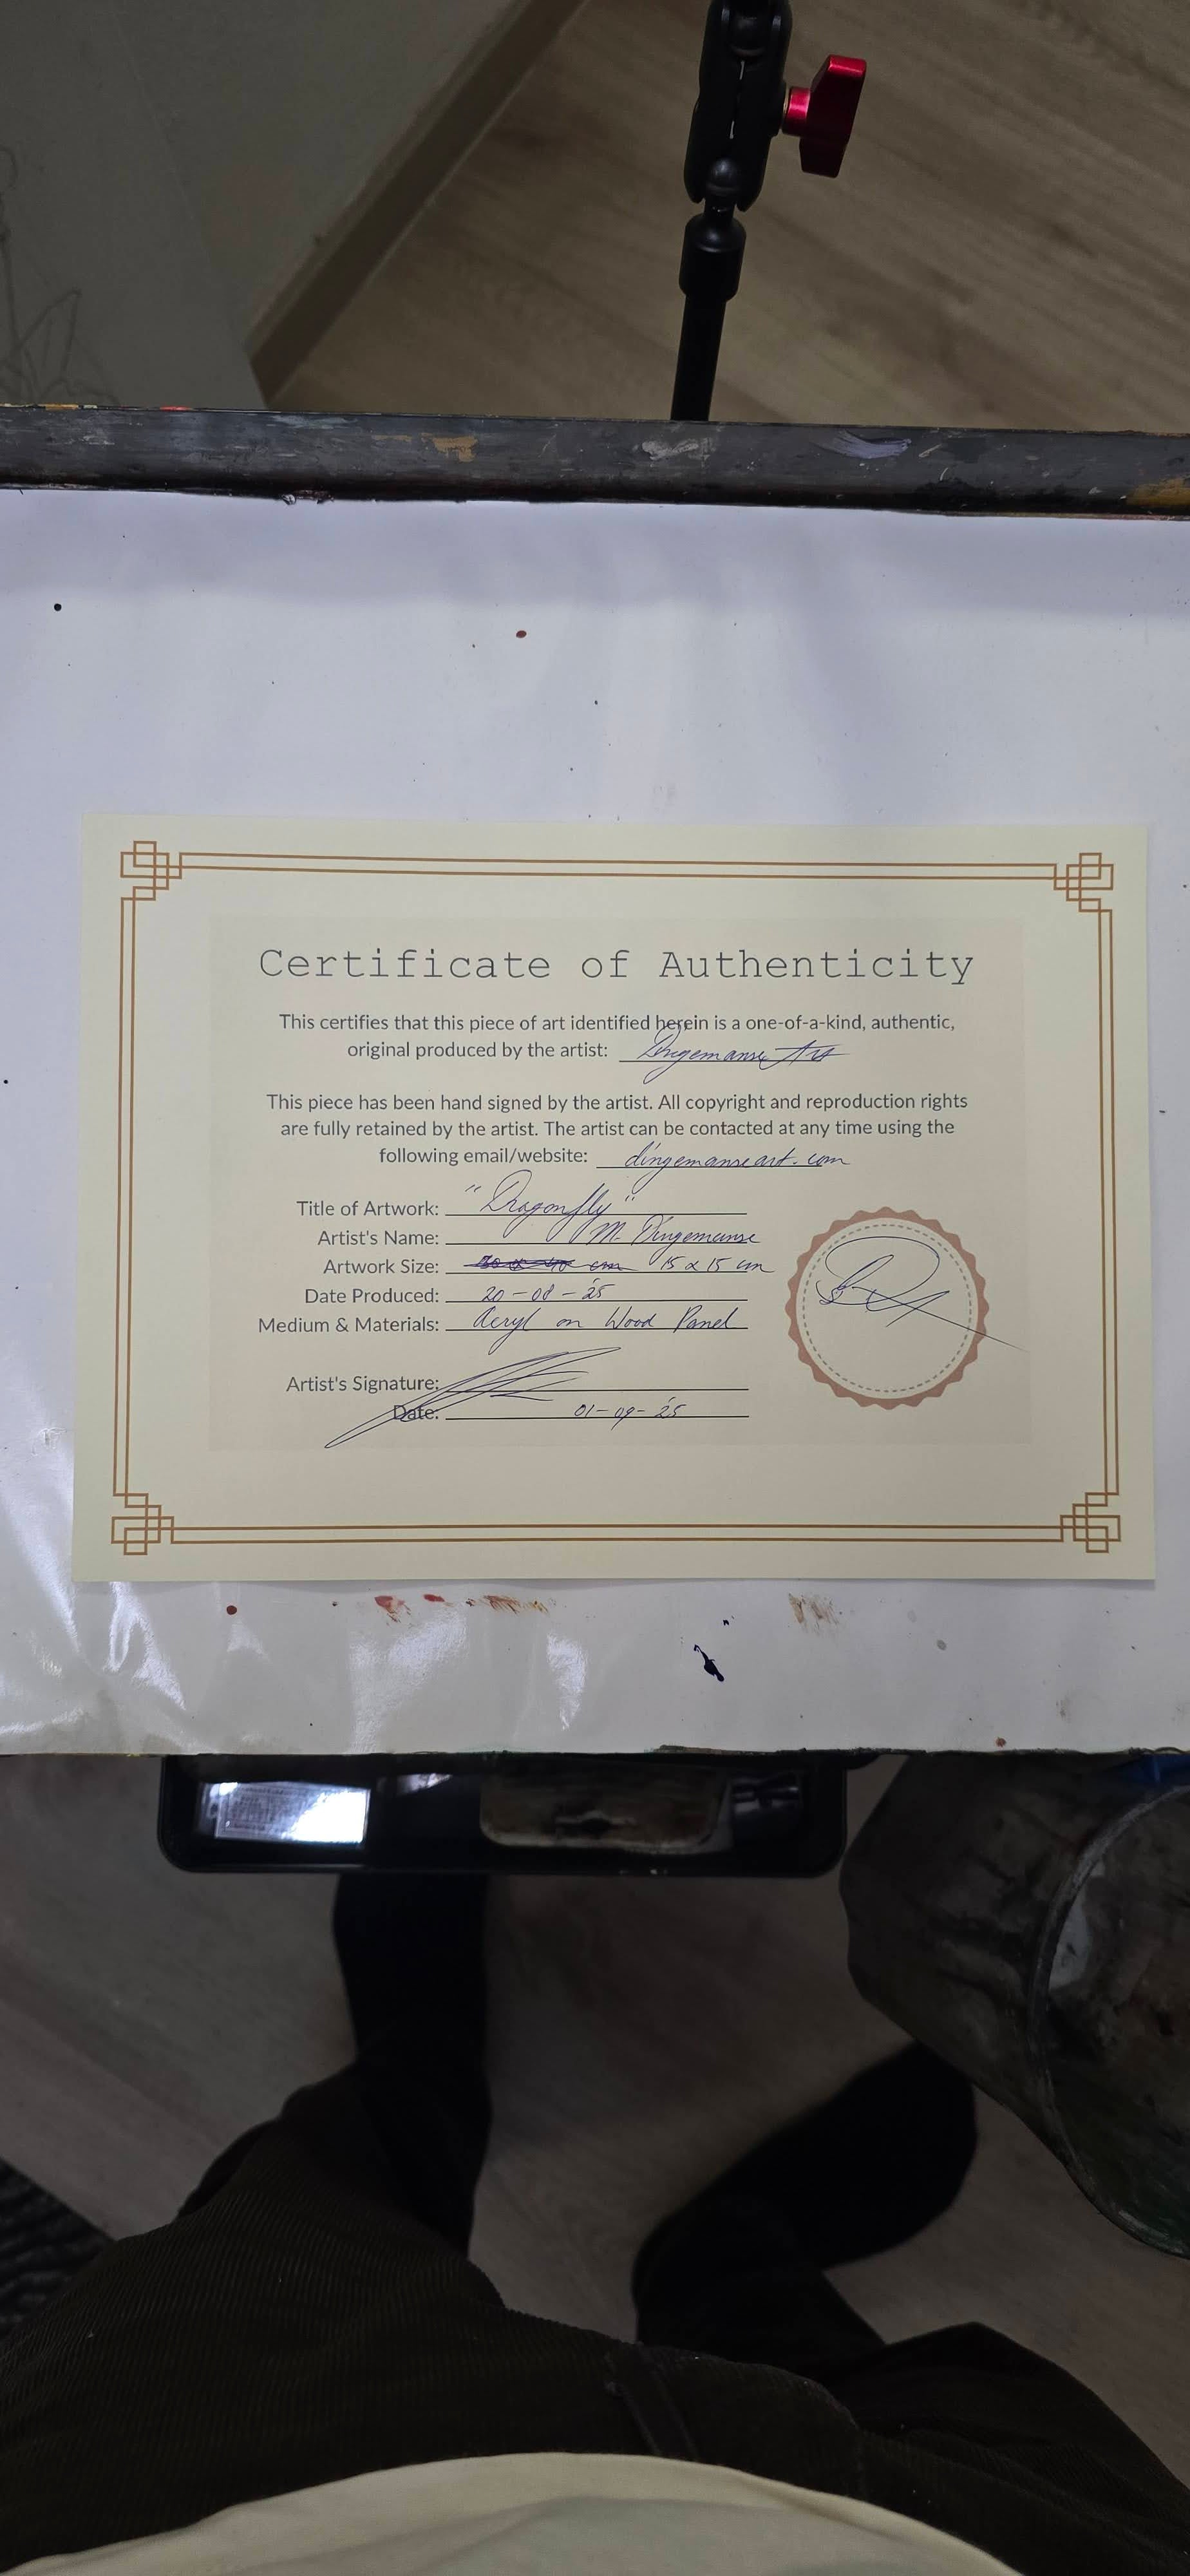 Certificate of Authenticity
This certifies that this piece of art identified herein is a one-of-a-kind, authentic,
original produced by the artist: Dingemanse Art
This piece has been hand signed by the artist. All copyright and reproduction rights
are fully retained by the artist. The artist can be contacted at any time using the
following email/website: dingemanseart.com
Title of Artwork: "Dragonfly"
Artist's Name: M. Dingemanse
Artwork Size: cm 15 x 15 cm
Date Produced: 20-08-'25
Medium & Materials: Acryl on Wood Panel
Artist's Signature:
Date: 01-09-'25